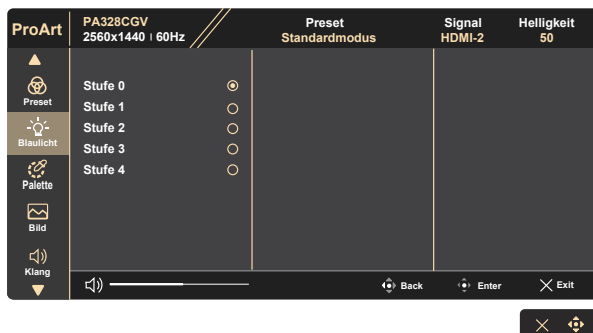 ProArt
PA328CGV
2560x1440 | 60Hz
Preset
Standardmodus
Signal
HDMI-2
Helligkeit
50
Preset
Blaulicht
Palette
Bild
Klang
Stufe 0
Stufe 1
Stufe 2
Stufe 3
Stufe 4
Back
Enter
Exit